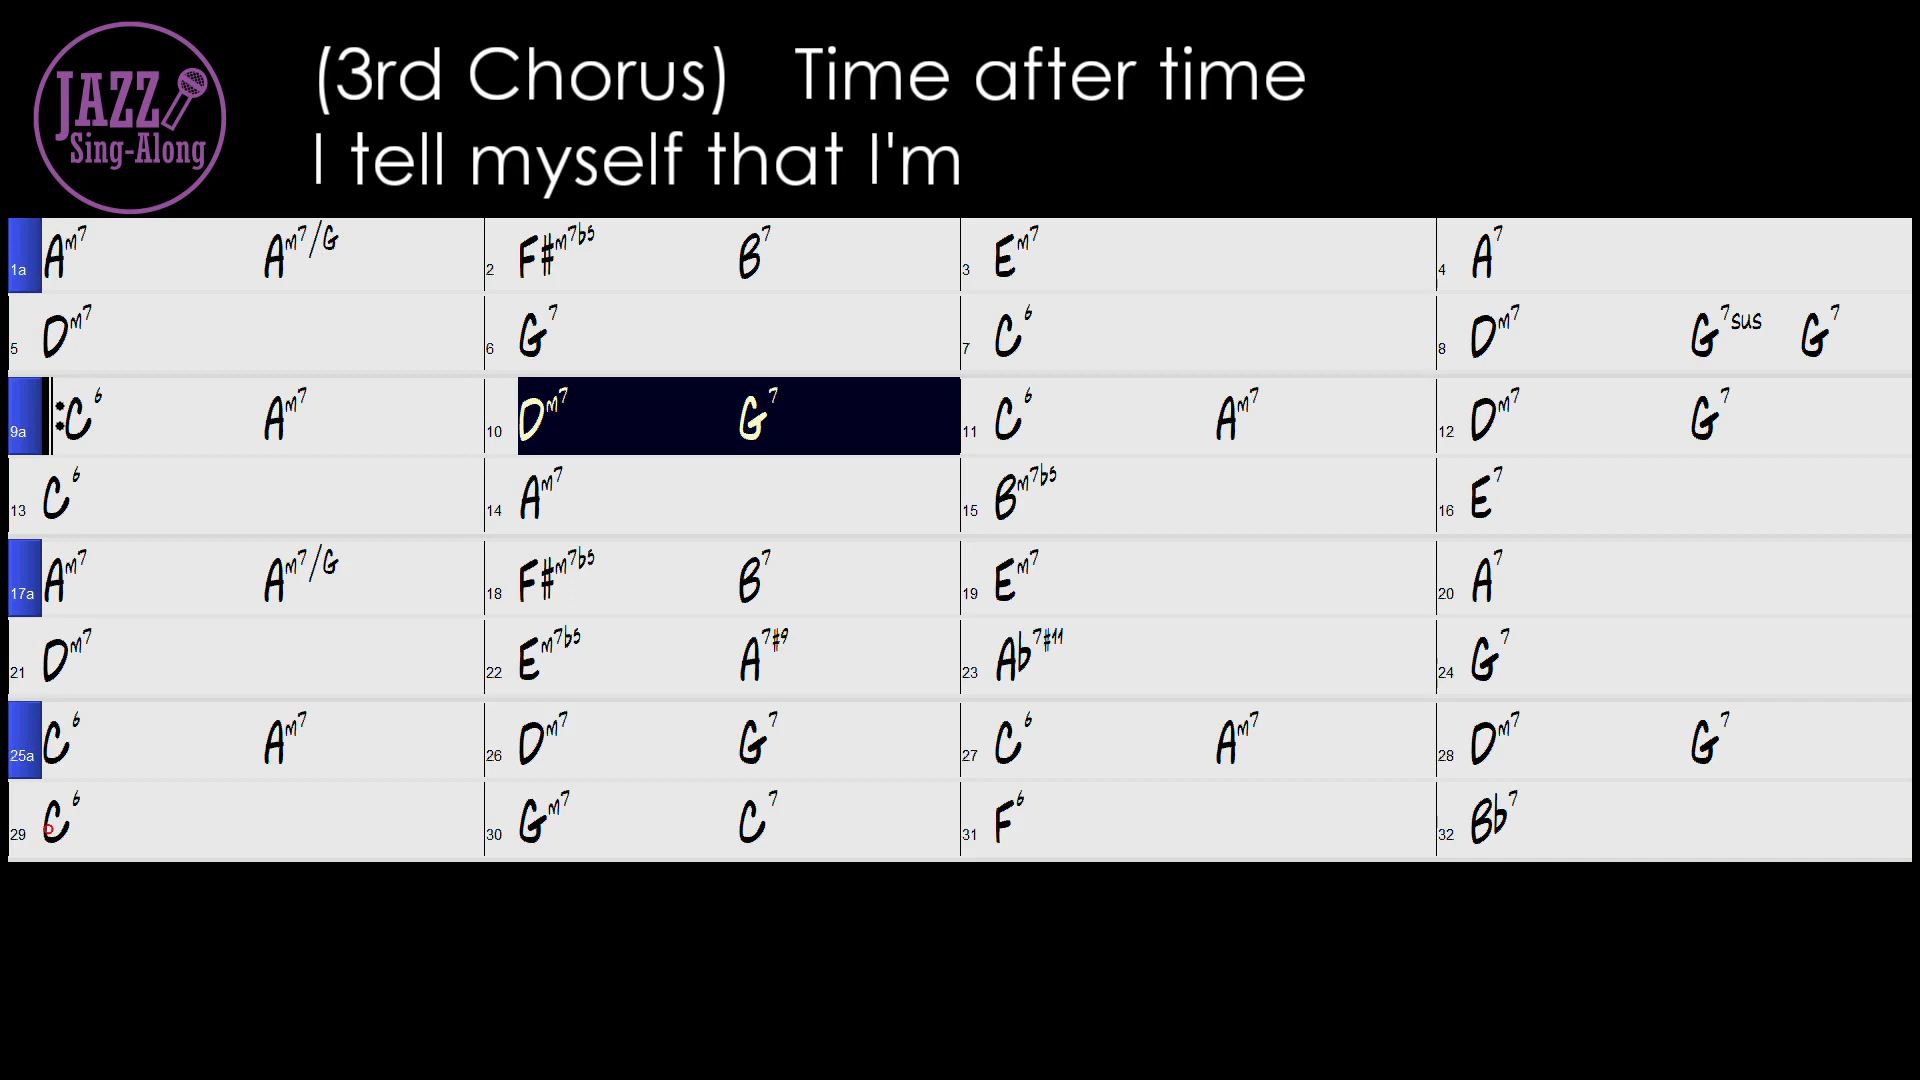 JAZZ
Sing-Along
(3rd Chorus) Time after time
I tell myself that I'm
1a Am7 Am7/G 2 F#m7b5 B7 3 Em7 4 A7
5 Dm7 6 G7 7 C6 8 Dm7 G7sus G7
9a C6 Am7 10 Dm7 G7 11 C6 Am7 12 Dm7 G7
13 C6 14 Am7 15 Bm7b5 16 E7
17a Am7 Am7/G 18 F#m7b5 B7 19 Em7 20 A7
21 Dm7 22 Em7b5 A7#9 23 Ab7#11 24 G7
25a C6 Am7 26 Dm7 G7 27 C6 Am7 28 Dm7 G7
29 C6 30 Gm7 C7 31 F6 32 Bb7